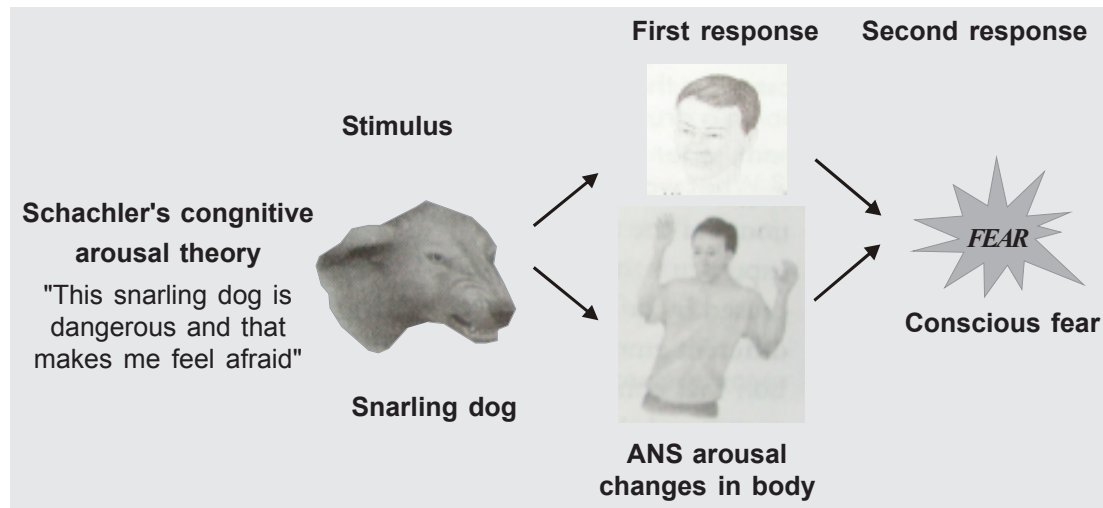 First response
Second response
Stimulus
Schachler's congnitive
arousal theory
"This snarling dog is
dangerous and that
makes me feel afraid"
Snarling dog
FEAR
Conscious fear
ANS arousal
changes in body